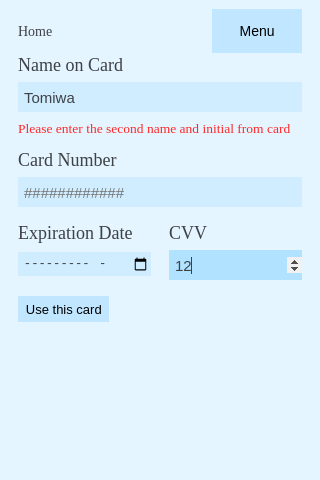 Home
Menu
Name on Card
Tomiwa
Please enter the second name and initial from card
Card Number
############
Expiration Date
CVV
--------- -
12
Use this card